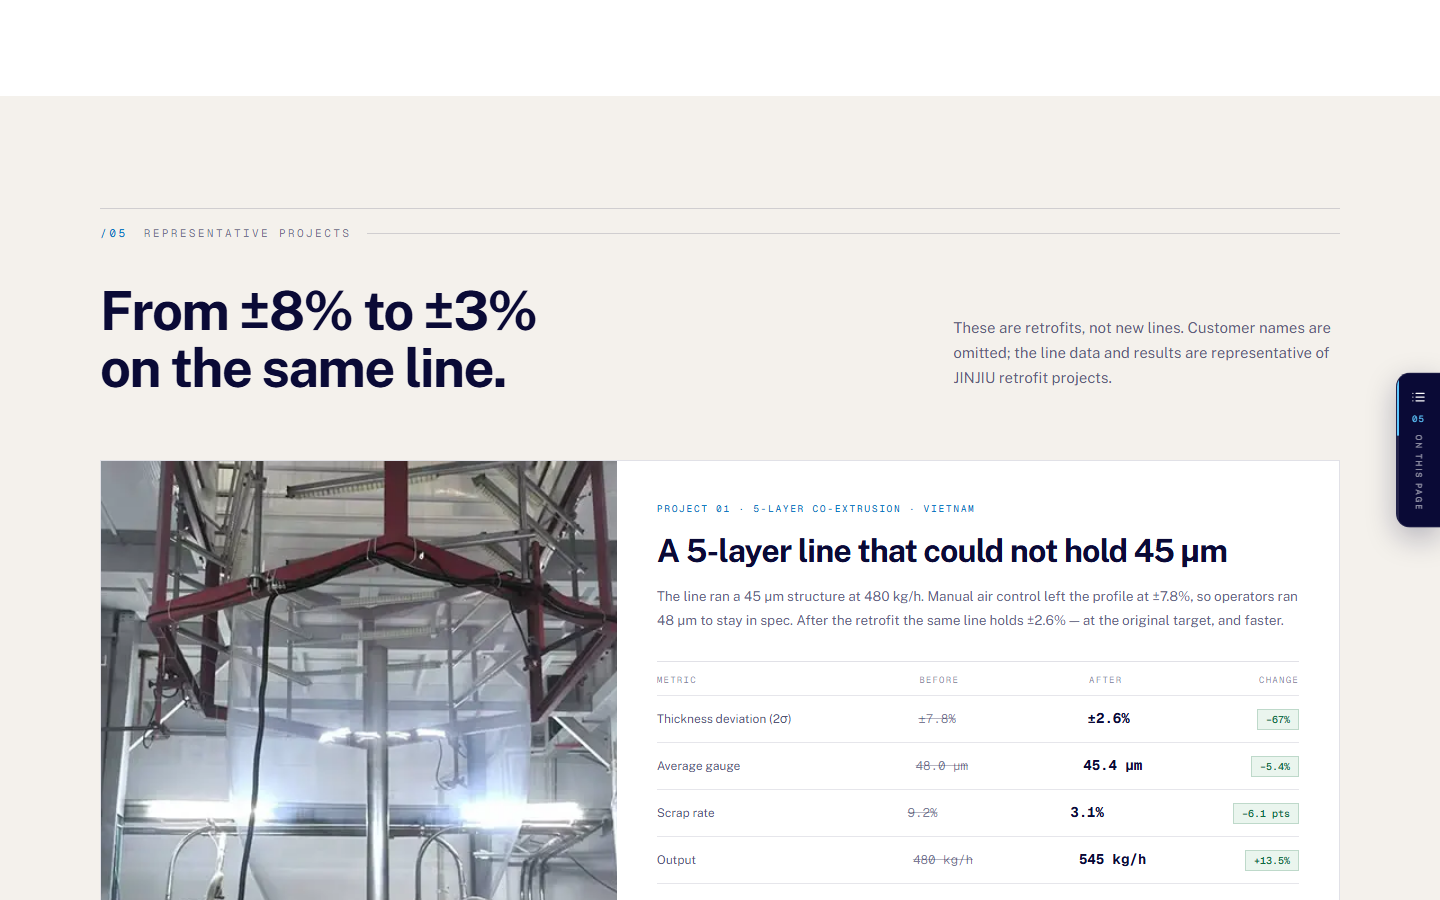 /05 REPRESENTATIVE PROJECTS
From ±8% to ±3%
on the same line.
These are retrofits, not new lines. Customer names are
omitted; the line data and results are representative of
JINJIU retrofit projects.
05
ON THIS PAGE
PROJECT 01 · 5-LAYER CO-EXTRUSION · VIETNAM
A 5-layer line that could not hold 45 µm
The line ran a 45 µm structure at 480 kg/h. Manual air control left the profile at ±7.8%, so operators ran
48 µm to stay in spec. After the retrofit the same line holds ±2.6% — at the original target, and faster.
METRIC BEFORE AFTER CHANGE
Thickness deviation (2σ) ±7.8% ±2.6% −67%
Average gauge 48.0 µm 45.4 µm −5.4%
Scrap rate 9.2% 3.1% −6.1 pts
Output 480 kg/h 545 kg/h +13.5%